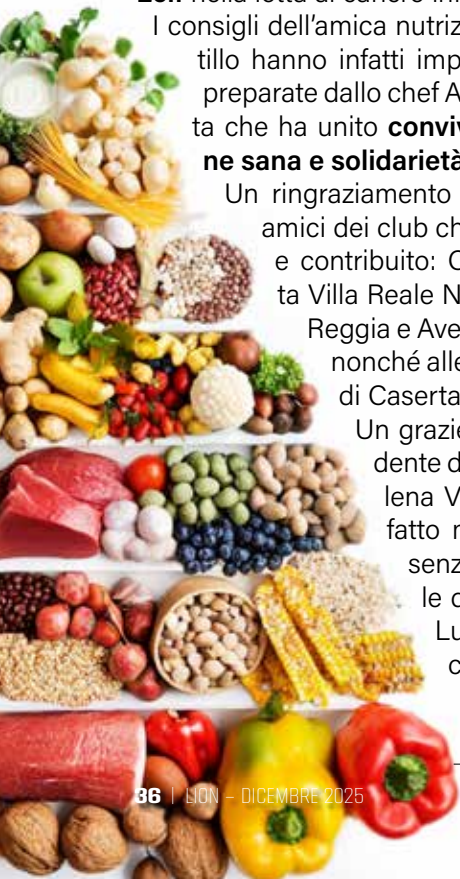 nella lotta al cancro
I consigli dell'amica nutriz
tillo hanno infatti imp
preparate dallo chef A
ta che ha unito conviv
ne sana e solidarietà
Un ringraziamento
amici dei club ch
e contribuito: C
ta Villa Reale N
Reggia e Ave
nonché alle
di Caserta
Un grazie
dente d
lena V
fatto n
senz
le c
Lu
c
36 | LION – DICEMBRE 2025